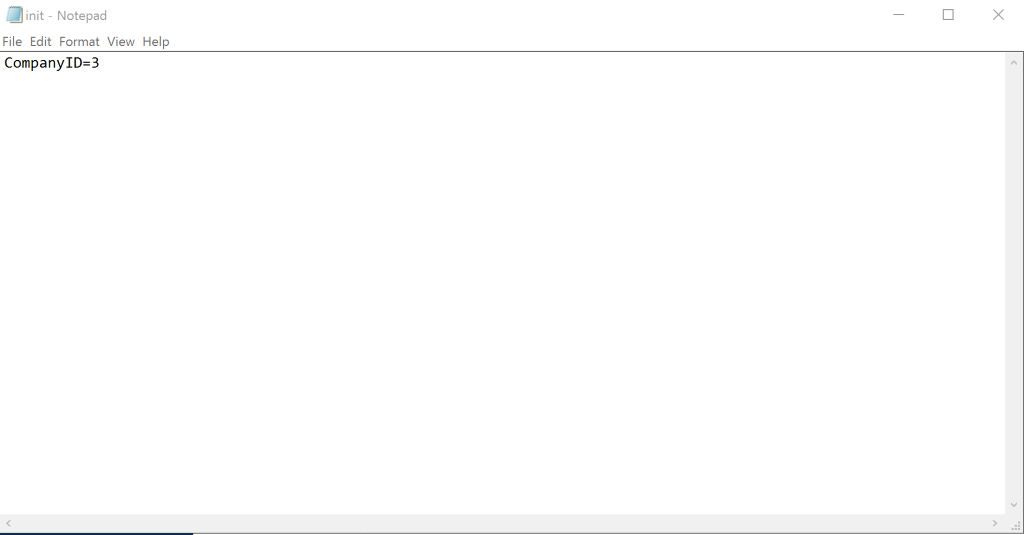 init - Notepad
File Edit Format View Help
CompanyID=3